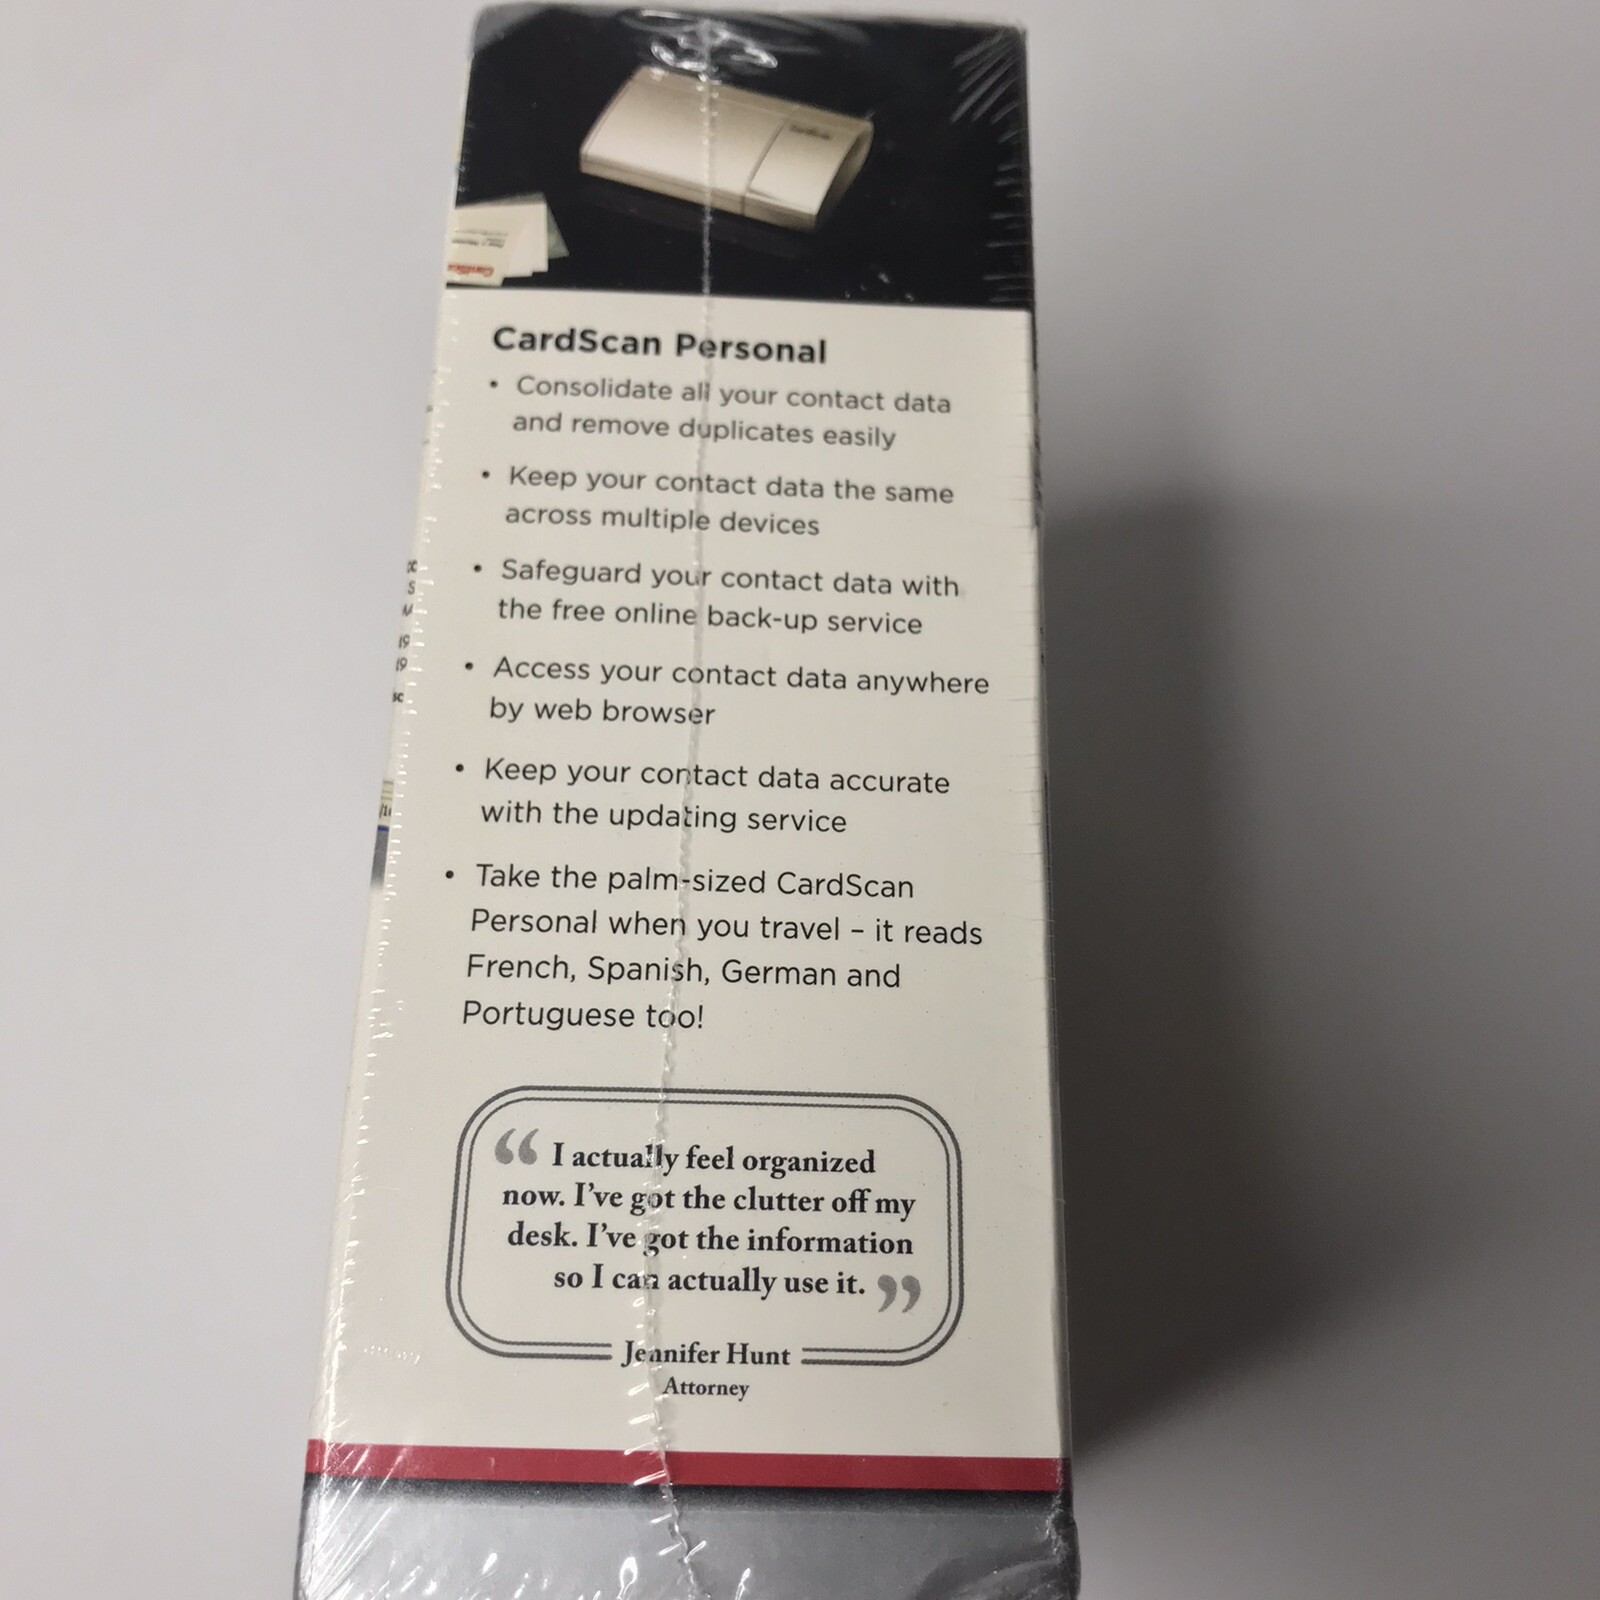 CardScan Personal
• Consolidate all your contact data
and remove duplicates easily
• Keep your contact data the same
across multiple devices
• Safeguard your contact data with
the free online back-up service
• Access your contact data anywhere
by web browser
• Keep your contact data accurate
with the updating service
• Take the palm-sized CardScan
Personal when you travel – it reads
French, Spanish, German and
Portuguese too!
“ I actually feel organized
now. I’ve got the clutter off my
desk. I’ve got the information
so I can actually use it. ”
Jennifer Hunt
Attorney